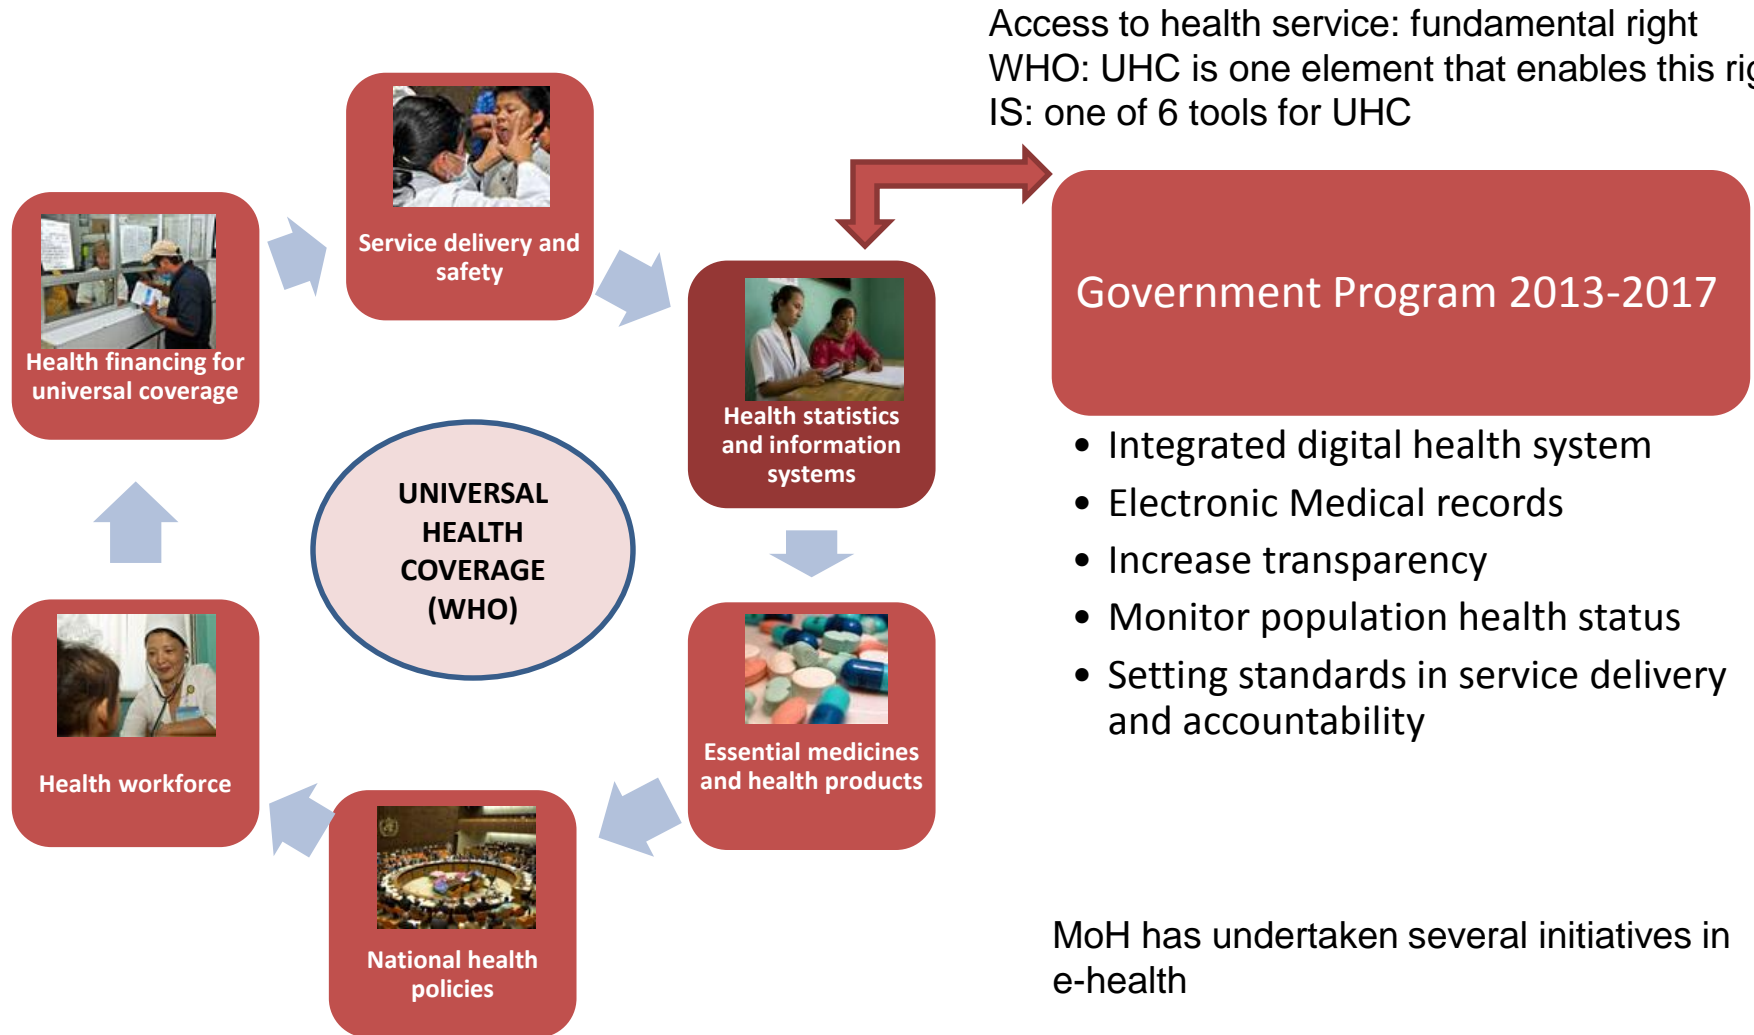 Access to health service: fundamental right
WHO: UHC is one element that enables this rig
IS: one of 6 tools for UHC
Service delivery and
safety
Health financing for
universal coverage
Health statistics
and information
systems
UNIVERSAL
HEALTH
COVERAGE
(WHO)
Health workforce
Essential medicines
and health products
National health
policies
Government Program 2013-2017
• Integrated digital health system
• Electronic Medical records
• Increase transparency
• Monitor population health status
• Setting standards in service delivery
and accountability
MoH has undertaken several initiatives in
e-health